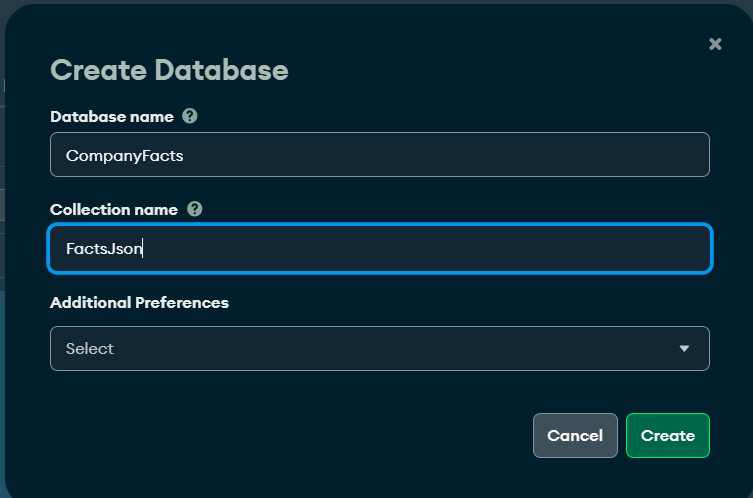 Create Database
Database name
CompanyFacts
Collection name
FactsJson
Additional Preferences
Select
Cancel Create